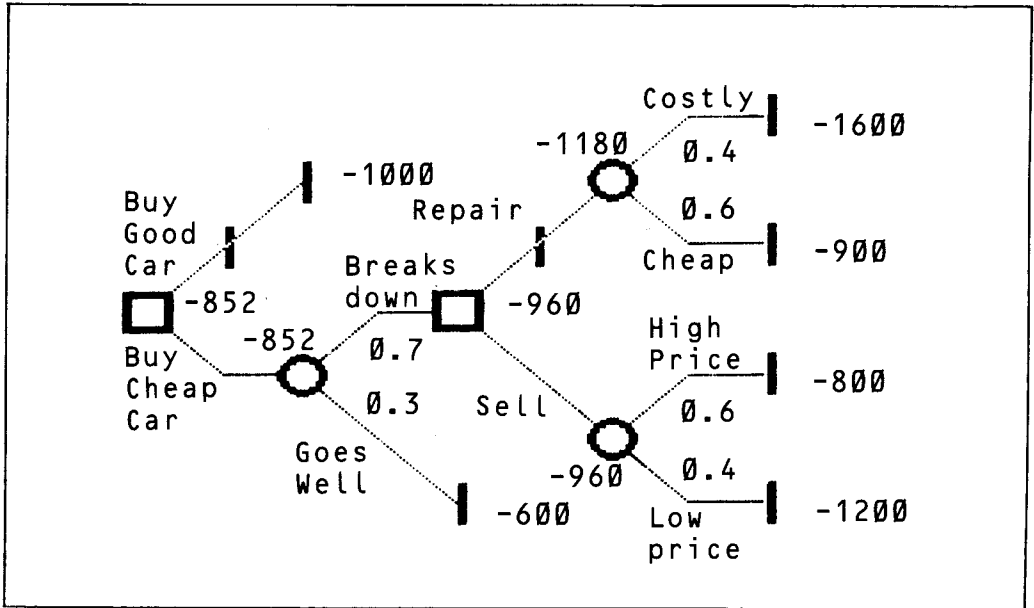 Costly
-1600
-1180
0.4
-1000
0.6
Repair
Buy
Good
Car
Cheap
-900
Breaks
down
-852
-960
High
Price
-852
0.7
Buy
Cheap
Car
-800
0.3
Sell
0.6
Goes
Well
0.4
-960
-600
Low
price
-1200